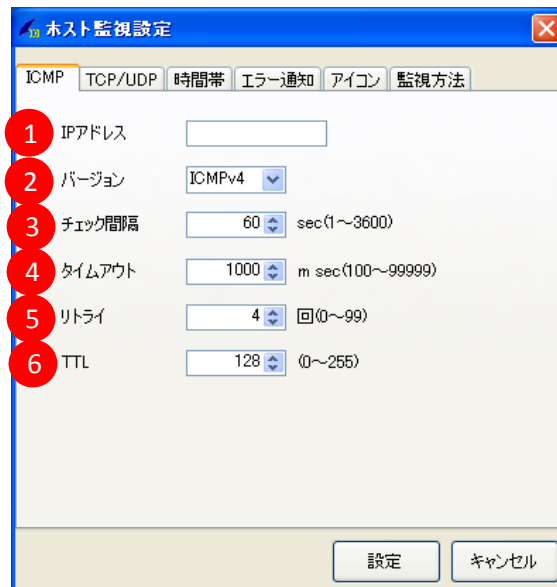 ホスト監視設定
ICMP TCP/UDP 時間帯 エラー通知 アイコン 監視方法
1 IPアドレス
2 バージョン ICMPv4
3 チェック間隔 60 sec(1～3600)
4 タイムアウト 1000 m sec(100～99999)
5 リトライ 4 回(0～99)
6 TTL 128 (0～255)
設定 キャンセル